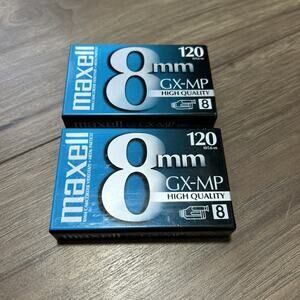 maxell
8mm
120
GX-MP
HIGH QUALITY
8
maxell
8mm
120
GX-MP
HIGH QUALITY
8